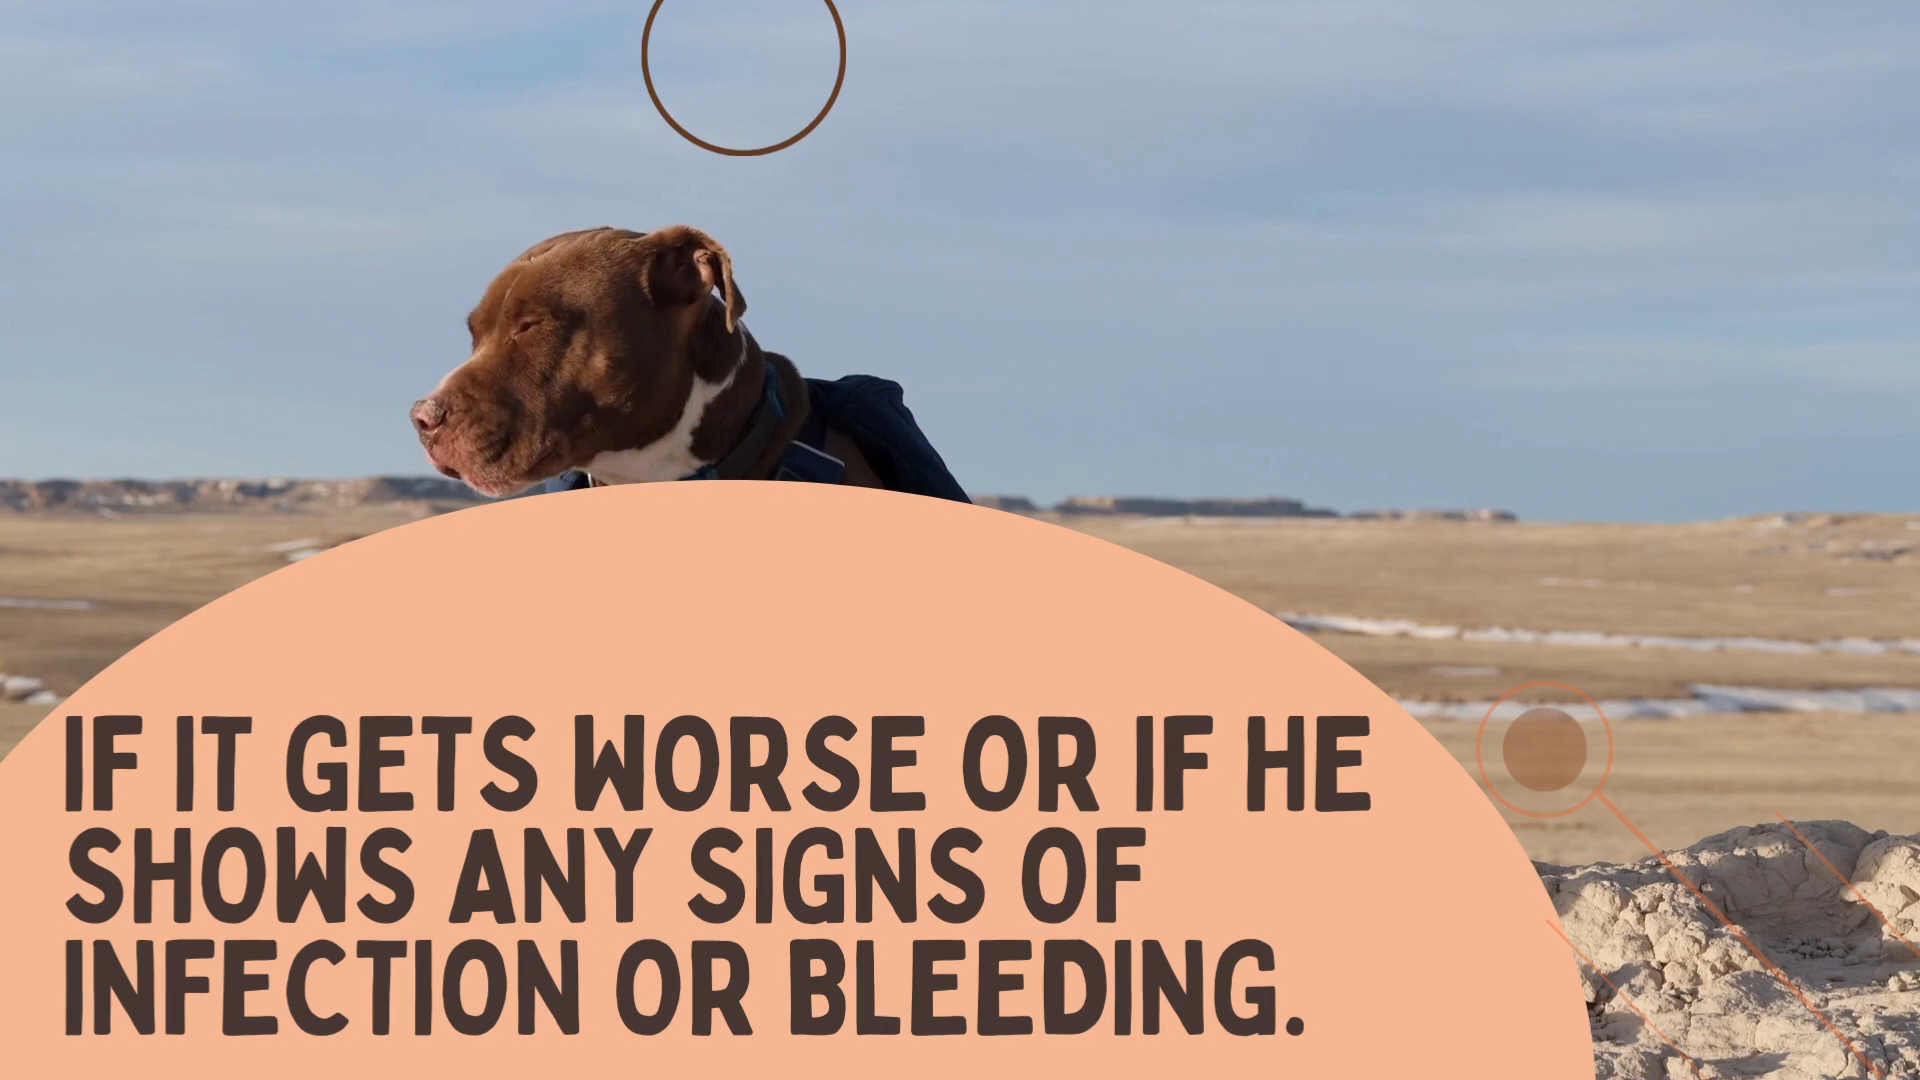 IF IT GETS WORSE OR IF HE
SHOWS ANY SIGNS OF
INFECTION OR BLEEDING.